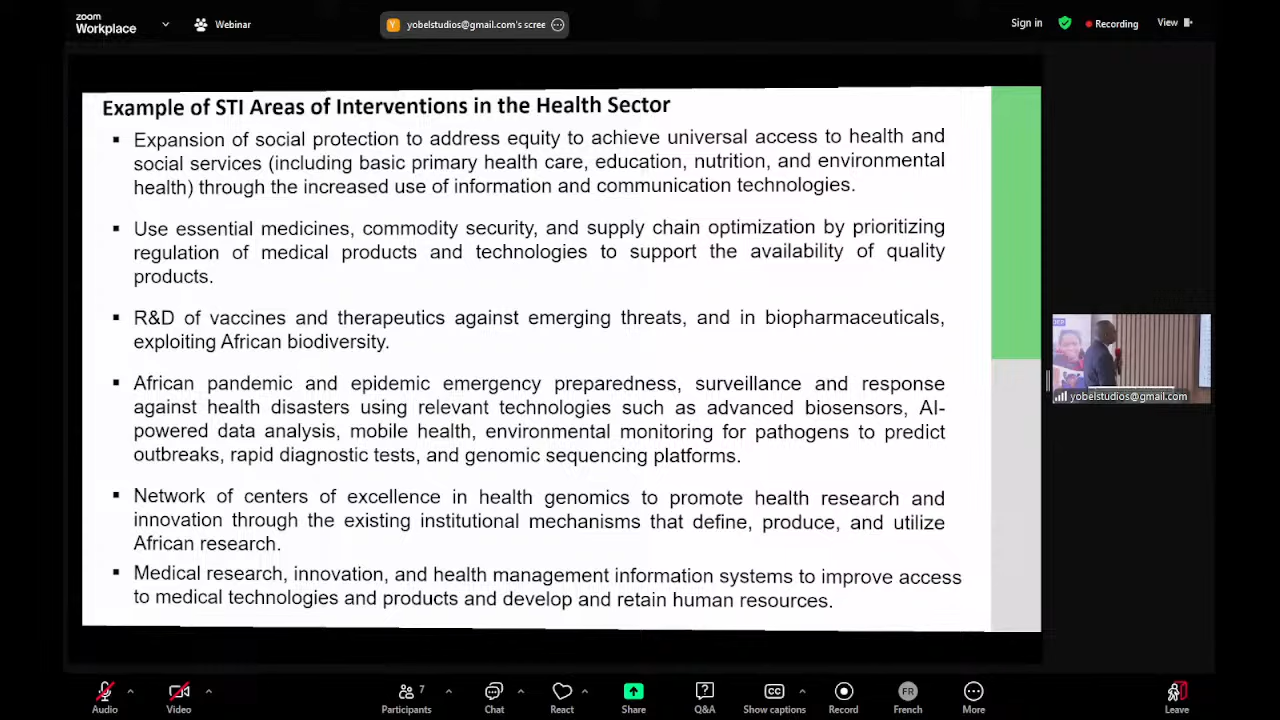 zoom
Workplace
Webinar
Y
yobelstudios@gmail.com's scree
Sign in
Recording
View
Example of STI Areas of Interventions in the Health Sector
▪ Expansion of social protection to address equity to achieve universal access to health and
social services (including basic primary health care, education, nutrition, and environmental
health) through the increased use of information and communication technologies.
▪ Use essential medicines, commodity security, and supply chain optimization by prioritizing
regulation of medical products and technologies to support the availability of quality
products.
▪ R&D of vaccines and therapeutics against emerging threats, and in biopharmaceuticals,
exploiting African biodiversity.
▪ African pandemic and epidemic emergency preparedness, surveillance and response
against health disasters using relevant technologies such as advanced biosensors, AI-
powered data analysis, mobile health, environmental monitoring for pathogens to predict
outbreaks, rapid diagnostic tests, and genomic sequencing platforms.
▪ Network of centers of excellence in health genomics to promote health research and
innovation through the existing institutional mechanisms that define, produce, and utilize
African research.
▪ Medical research, innovation, and health management information systems to improve access
to medical technologies and products and develop and retain human resources.
yobelstudios@gmail.com
Audio
Video
7
Participants
Chat
React
Share
Q&A
CC
Show captions
Record
FR
French
More
Leave